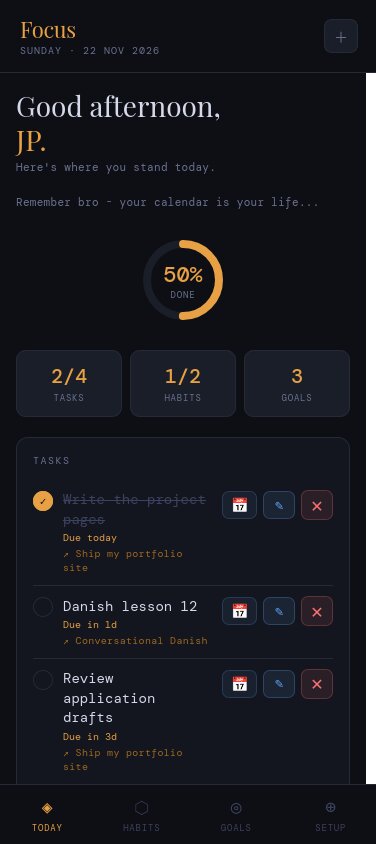 Focus
SUNDAY · 22 NOV 2026
+
Good afternoon,
JP.
Here's where you stand today.
Remember bro - your calendar is your life...
50%
DONE
2/4
TASKS
1/2
HABITS
3
GOALS
TASKS
Write the project
pages
Due today
↗ Ship my portfolio
site
Danish lesson 12
Due in 1d
↗ Conversational Danish
Review
application
drafts
Due in 3d
↗ Ship my portfolio
site
TODAY
HABITS
GOALS
SETUP